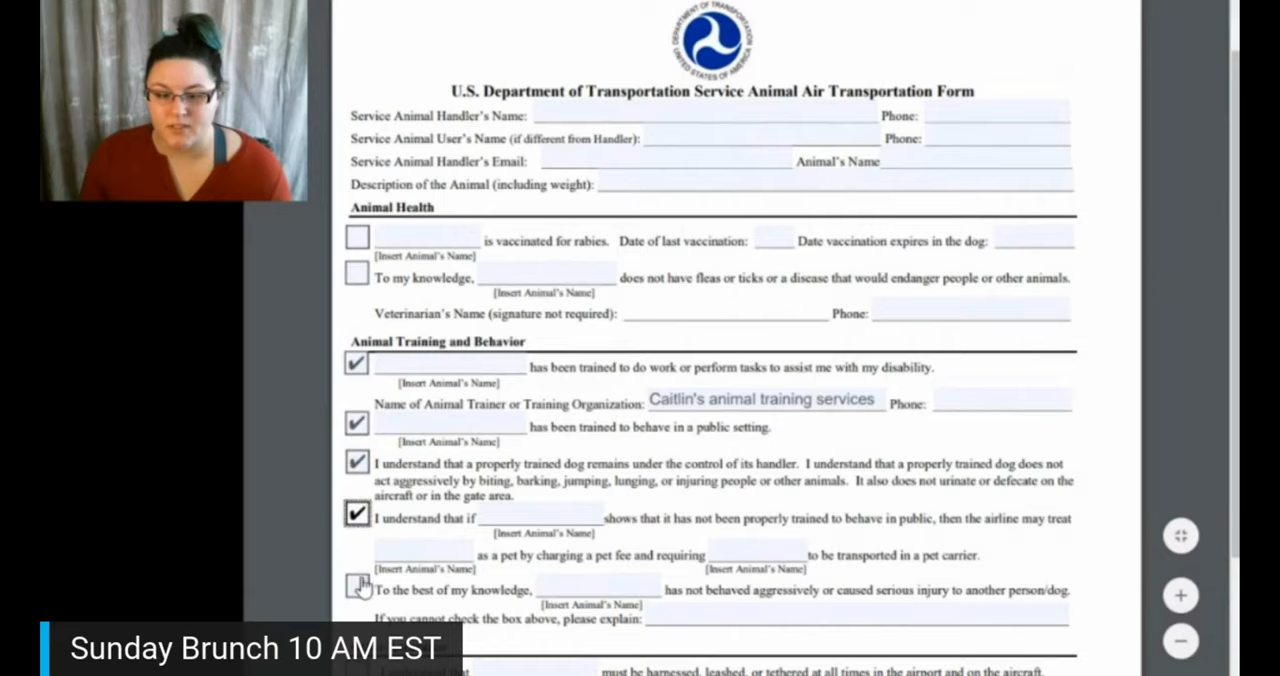 DEPARTMENT OF TRANSPORTATION
UNITED STATES OF AMERICA
U.S. Department of Transportation Service Animal Air Transportation Form
Service Animal Handler's Name: Phone:
Service Animal User's Name (if different from Handler): Phone:
Service Animal Handler's Email: Animal's Name
Description of the Animal (including weight):
Animal Health
is vaccinated for rabies. Date of last vaccination: Date vaccination expires in the dog:
[Insert Animal's Name]
To my knowledge, does not have fleas or ticks or a disease that would endanger people or other animals.
[Insert Animal's Name]
Veterinarian's Name (signature not required): Phone:
Animal Training and Behavior
has been trained to do work or perform tasks to assist me with my disability.
[Insert Animal's Name]
Name of Animal Trainer or Training Organization: Caitlin's animal training services Phone:
has been trained to behave in a public setting.
[Insert Animal's Name]
I understand that a properly trained dog remains under the control of its handler. I understand that a properly trained dog does not
act aggressively by biting, barking, jumping, lunging, or injuring people or other animals. It also does not urinate or defecate on the
aircraft or in the gate area.
I understand that if shows that it has not been properly trained to behave in public, then the airline may treat
[Insert Animal's Name]
as a pet by charging a pet fee and requiring to be transported in a pet carrier.
[Insert Animal's Name] [Insert Animal's Name]
To the best of my knowledge, has not behaved aggressively or caused serious injury to another person/dog.
[Insert Animal's Name]
If you cannot check the box above, please explain:
Sunday Brunch 10 AM EST
I understand that must be harnessed, leashed, or tethered at all times in the airport and on the aircraft.